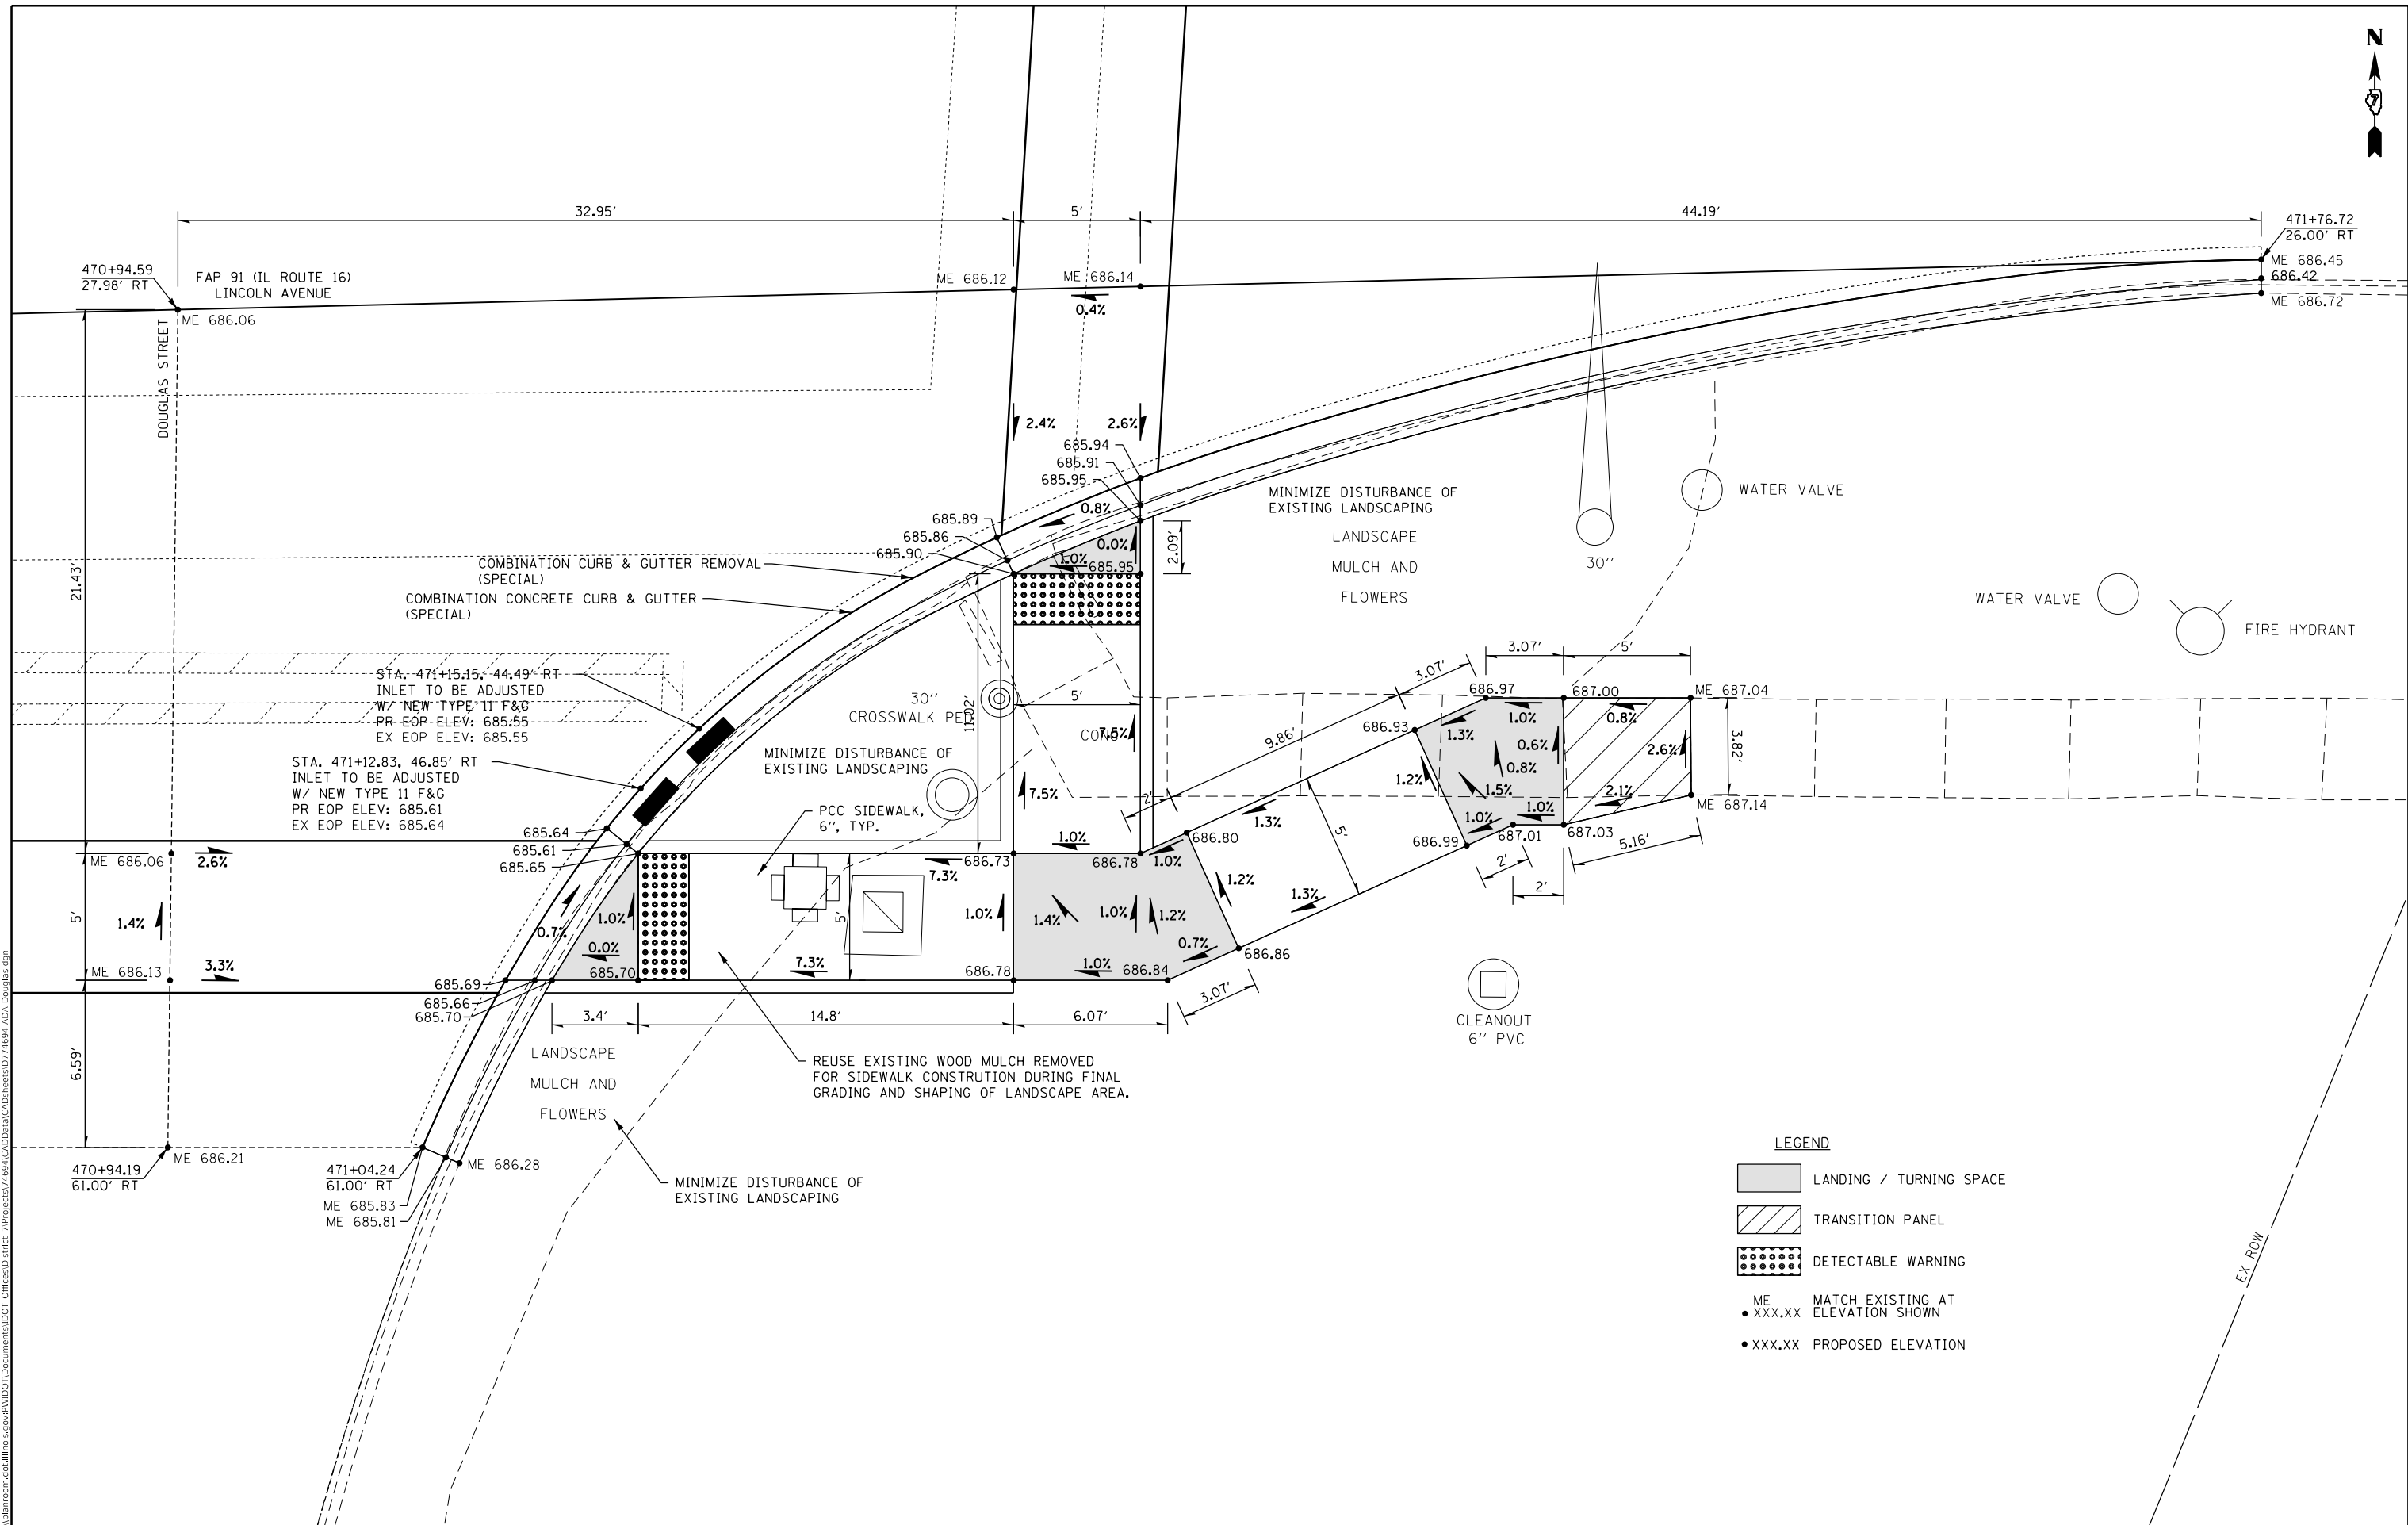 N
7
32.95'
5'
44.19'
471+76.72
26.00' RT
470+94.59
27.98' RT
FAP 91 (IL ROUTE 16)
LINCOLN AVENUE
ME 686.12
ME 686.14
ME 686.45
686.42
ME 686.72
0.4%
ME 686.06
DOUGLAS STREET
2.4%
2.6%
685.94
685.91
685.95
MINIMIZE DISTURBANCE OF
EXISTING LANDSCAPING
WATER VALVE
685.89
0.8%
685.86
LANDSCAPE
0.0%
2.09'
685.90
1.0%
685.95
COMBINATION CURB & GUTTER REMOVAL
(SPECIAL)
MULCH AND
30''
21.43'
COMBINATION CONCRETE CURB & GUTTER
(SPECIAL)
FLOWERS
WATER VALVE
FIRE HYDRANT
3.07'
5'
STA. 471+15.15, 44.49' RT
INLET TO BE ADJUSTED
W/ NEW TYPE 11 F&G
PR EOP ELEV: 685.55
EX EOP ELEV: 685.55
3.07'
686.97
687.00
ME 687.04
30''
CROSSWALK PED
11.02'
5'
CONC
7.5%
9.86'
686.93
1.3%
1.0%
0.8%
0.6%
0.8%
2.6%
3.82'
MINIMIZE DISTURBANCE OF
EXISTING LANDSCAPING
STA. 471+12.83, 46.85' RT
INLET TO BE ADJUSTED
W/ NEW TYPE 11 F&G
PR EOP ELEV: 685.61
EX EOP ELEV: 685.64
7.5%
2'
1.2%
1.5%
2.1%
ME 687.14
PCC SIDEWALK,
6'', TYP.
1.3%
1.0%
1.0%
685.64
685.61
685.65
686.80
686.99
687.01
687.03
5'
5.16'
2'
2'
ME 686.06
2.6%
1.0%
686.73
686.78
1.0%
7.3%
1.2%
1.3%
5'
1.4%
1.0%
5'
1.0%
1.4%
1.0%
1.2%
0.7%
0.0%
0.7%
ME 686.13
3.3%
685.70
7.3%
686.78
1.0%
686.84
686.86
685.69
685.66
685.70
3.07'
3.4'
14.8'
6.07'
CLEANOUT
6'' PVC
6.59'
LANDSCAPE
MULCH AND
FLOWERS
REUSE EXISTING WOOD MULCH REMOVED
FOR SIDEWALK CONSTRUTION DURING FINAL
GRADING AND SHAPING OF LANDSCAPE AREA.
ME 686.21
470+94.19
61.00' RT
471+04.24
61.00' RT
ME 686.28
ME 685.83
ME 685.81
MINIMIZE DISTURBANCE OF
EXISTING LANDSCAPING
LEGEND
LANDING / TURNING SPACE
TRANSITION PANEL
DETECTABLE WARNING
ME
XXX.XX
MATCH EXISTING AT
ELEVATION SHOWN
XXX.XX PROPOSED ELEVATION
EX ROW